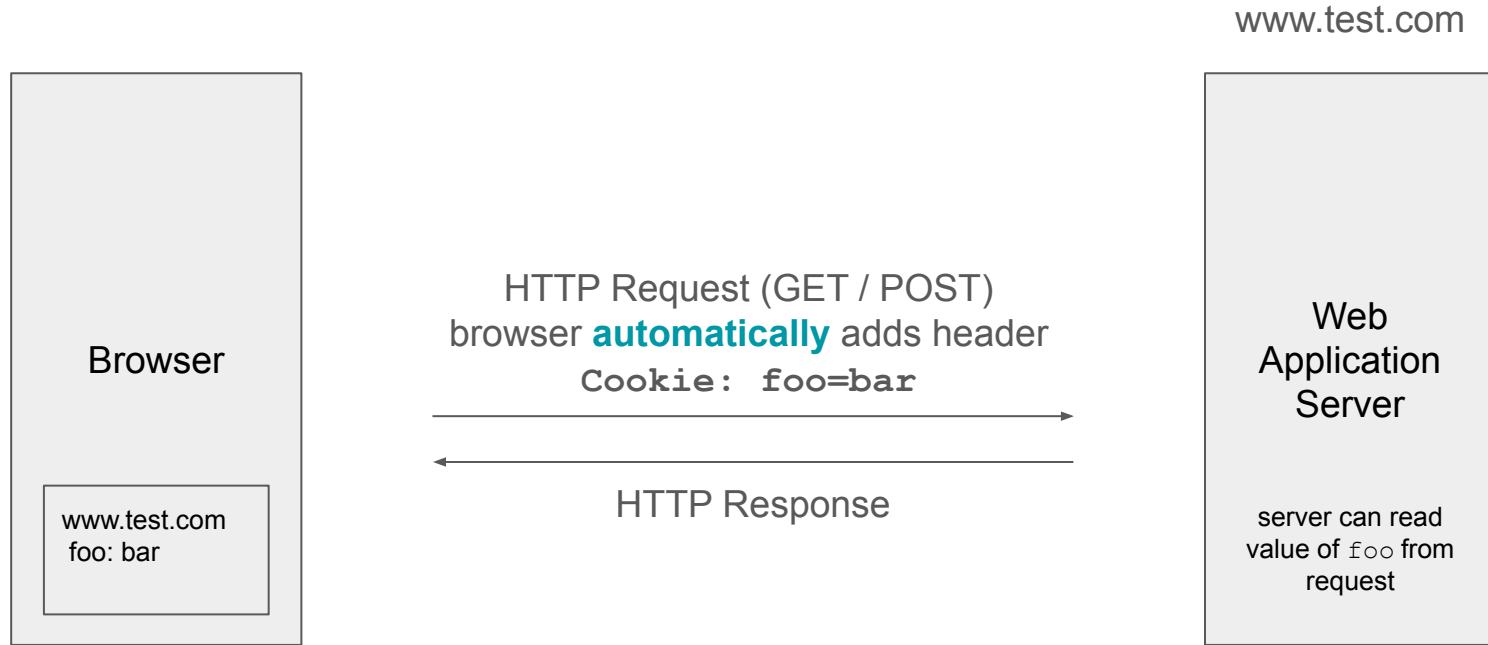 www.test.com
Browser
www.test.com
foo: bar
HTTP Request (GET / POST)
browser automatically adds header
Cookie: foo=bar
HTTP Response
Web
Application
Server
server can read
value of foo from
request